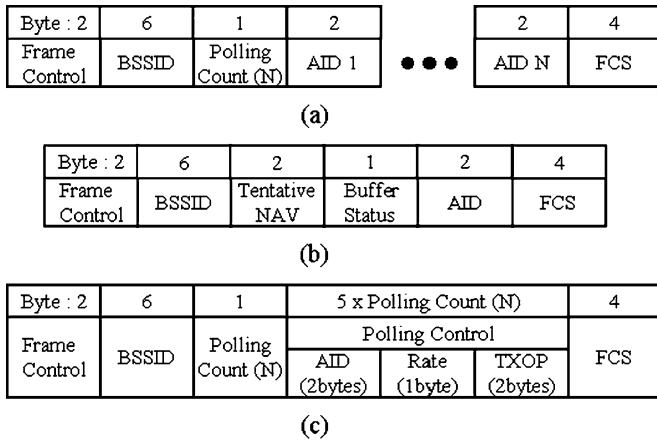 Byte : 2 6 1 2 2 4
Frame Control BSSID Polling Count (N) AID 1 ●●● AID N FCS
(a)
Byte : 2 6 2 1 2 4
Frame Control BSSID Tentative NAV Buffer Status AID FCS
(b)
Byte : 2 6 1 5 x Polling Count (N) 4
Frame Control BSSID Polling Count (N) Polling Control FCS
AID (2bytes) Rate (1byte) TXOP (2bytes)
(c)